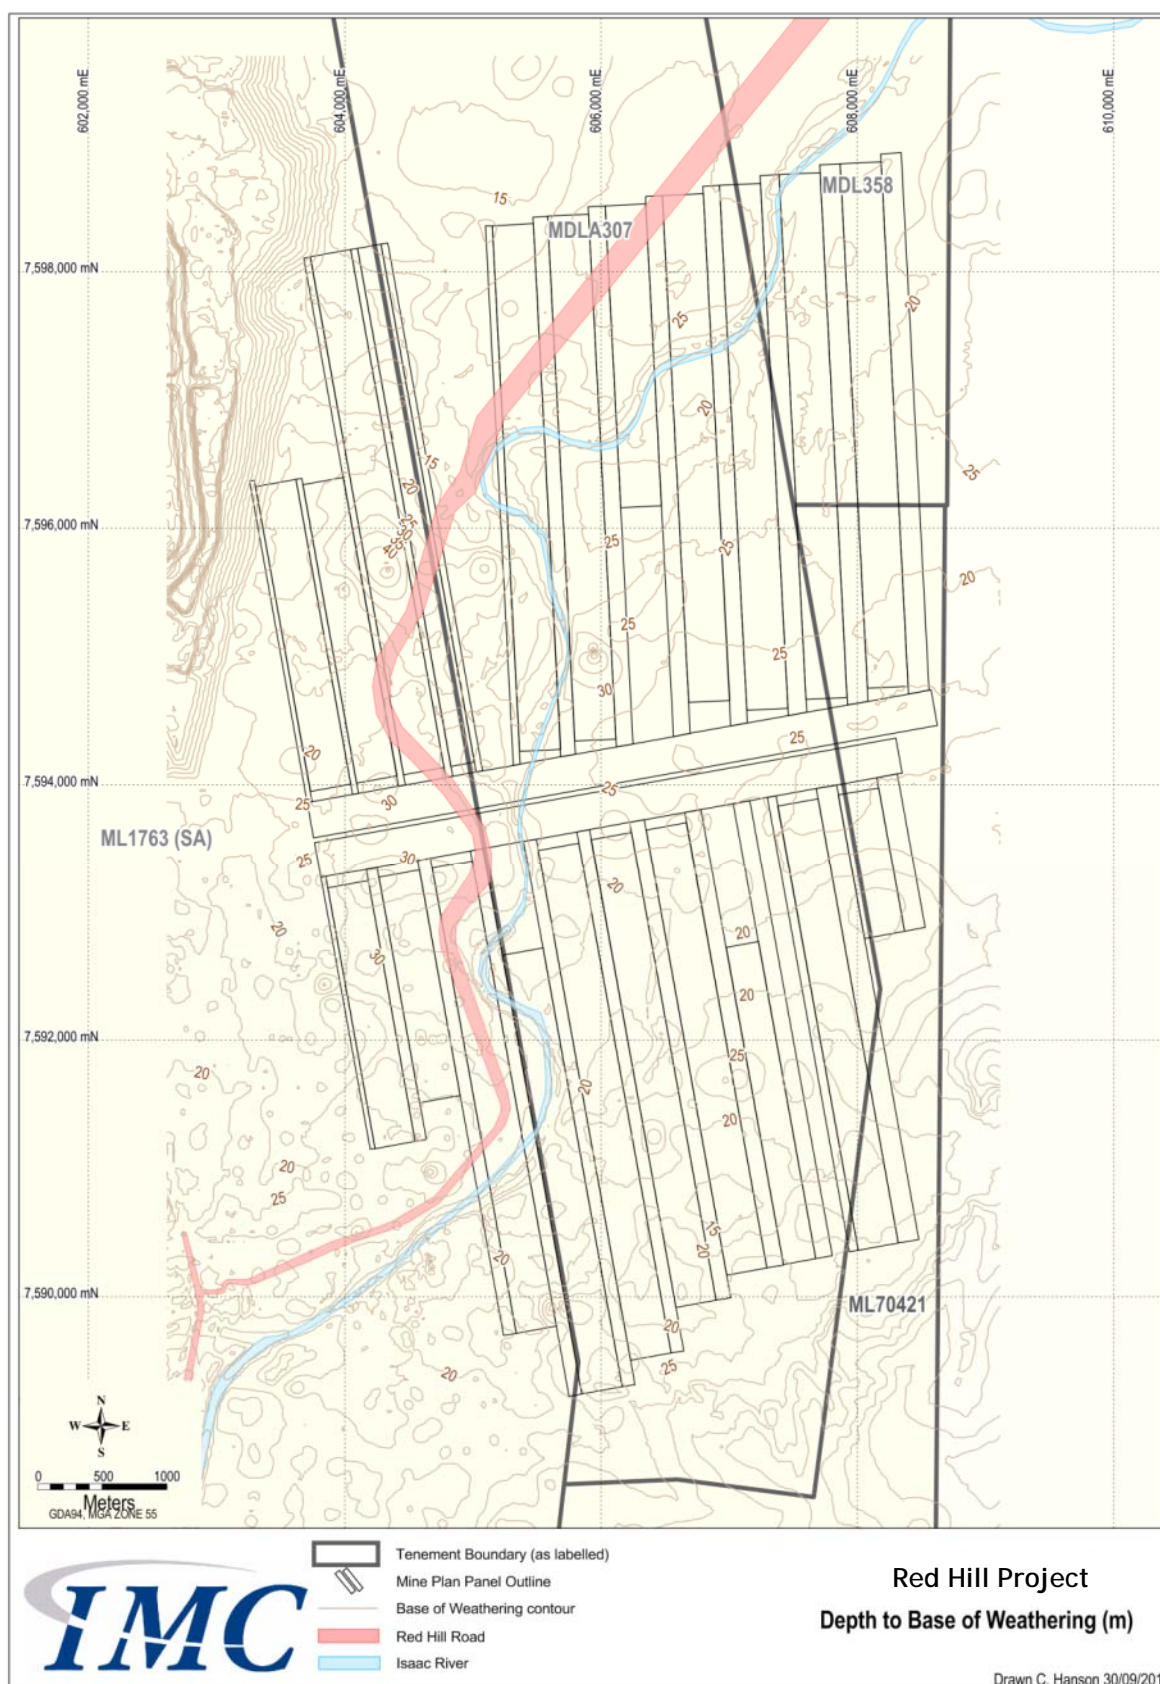 602,000 mE
604,000 mE
606,000 mE
608,000 mE
610,000 mE
15
MDL358
MDLA307
7,598,000 mN
20
25
20
15
25
20
7,596,000 mN
25
25
40
25
20
25
25
30
20
25
25
7,594,000 mN
25
30
ML1763 (SA)
25
30
20
20
20
30
20
7,592,000 mN
25
20
20
20
20
25
15
20
20
7,590,000 mN
ML70421
20
25
20
N
W
E
S
0
500
1000
Meters
GDA94, MGA ZONE 55
Tenement Boundary (as labelled)
Mine Plan Panel Outline
Base of Weathering contour
Red Hill Road
Isaac River
IMC
Red Hill Project
Depth to Base of Weathering (m)
Drawn C. Hanson 30/09/201